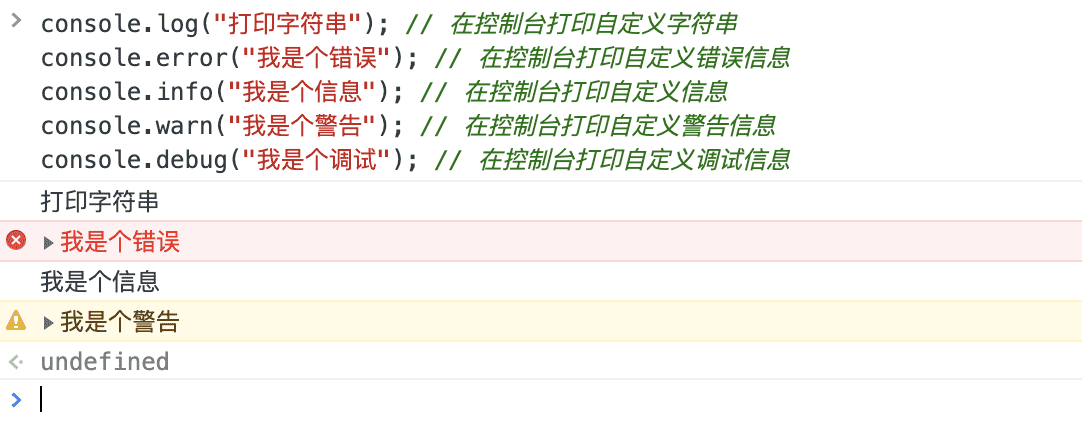 console.log("打印字符串"); // 在控制台打印自定义字符串
console.error("我是个错误"); // 在控制台打印自定义错误信息
console.info("我是个信息"); // 在控制台打印自定义信息
console.warn("我是个警告"); // 在控制台打印自定义警告信息
console.debug("我是个调试"); // 在控制台打印自定义调试信息
打印字符串
我是个错误
我是个信息
我是个警告
undefined